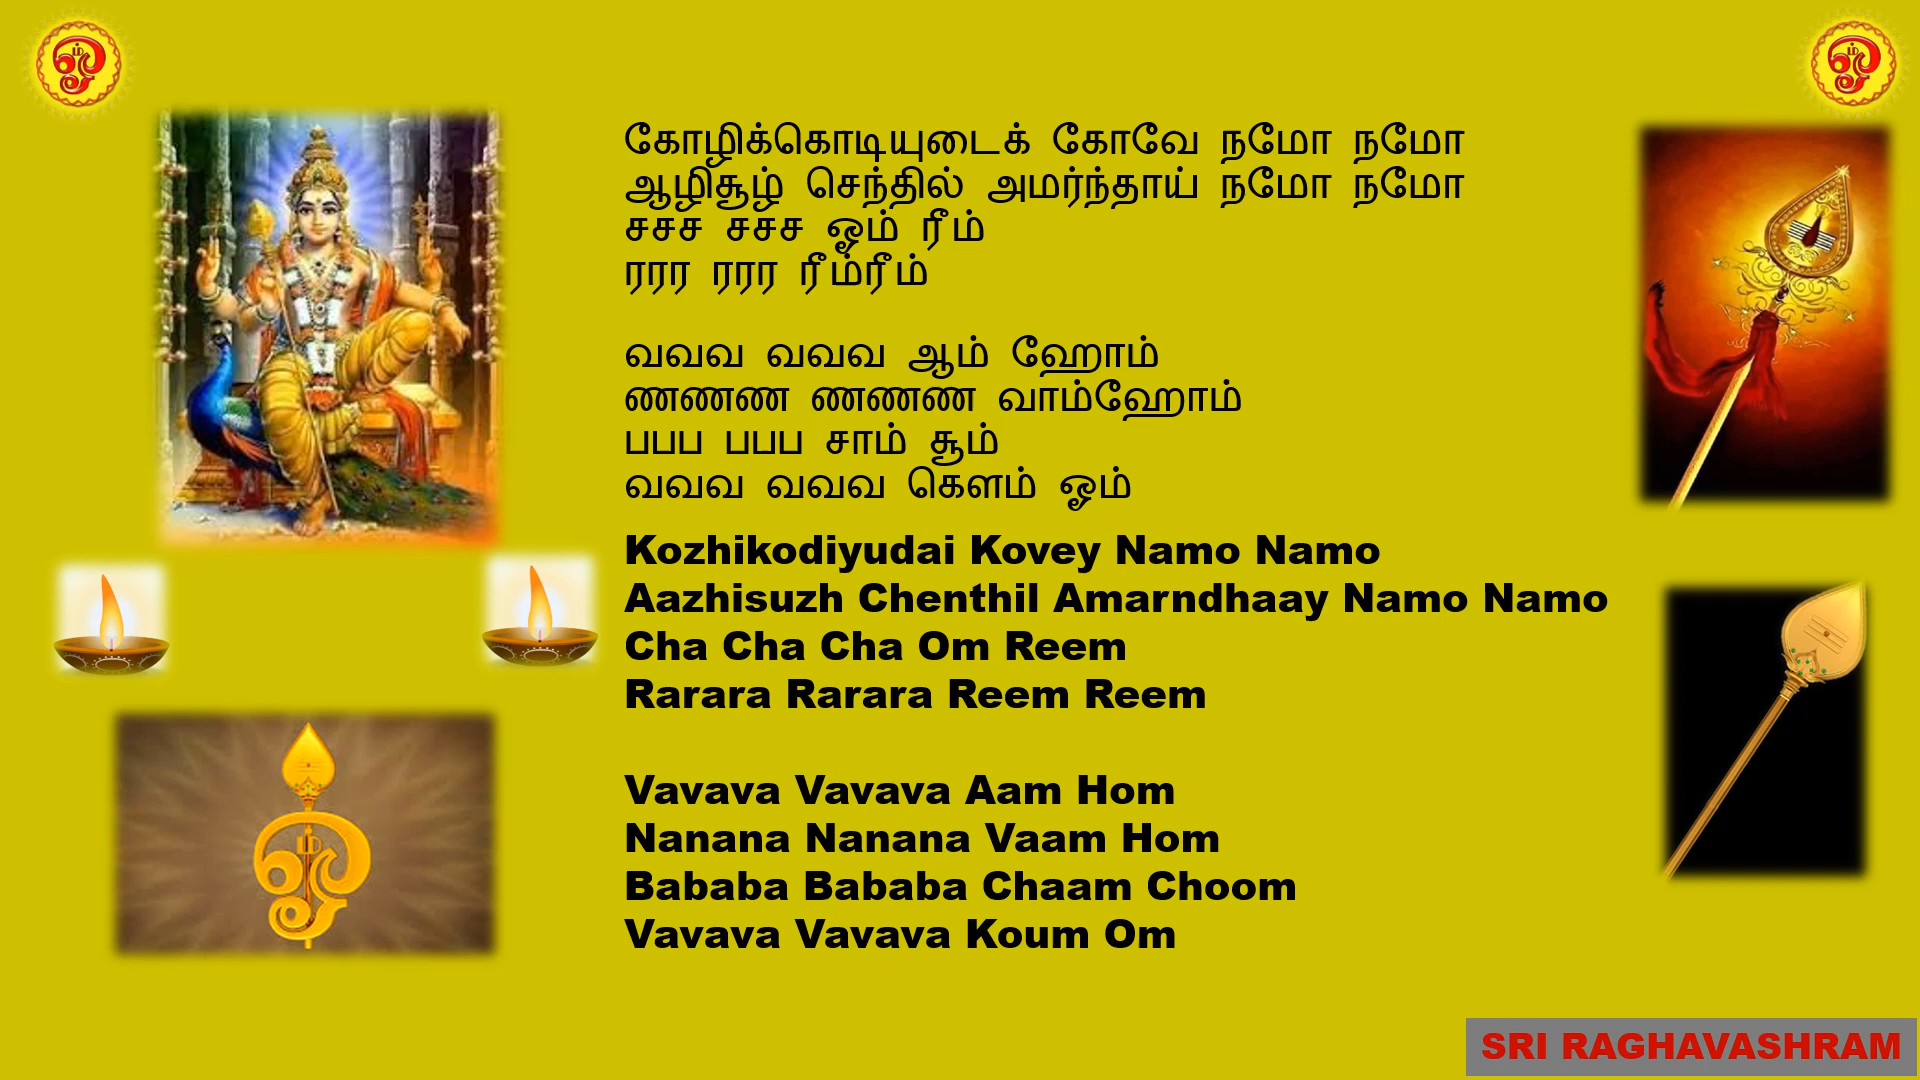 கோழிக்கொடியுடைக் கோவே நமோ நமோ
ஆழிசூழ் செந்தில் அமர்ந்தாய் நமோ நமோ
சசச சசச ஓம் ரீம்
ரரர ரரர ரீம்ரீம்
வவவ வவவ ஆம் ஹோம்
ணணண ணணண வாம்ஹோம்
பபப பபப சாம் சூம்
வவவ வவவ கௌம் ஓம்
Kozhikodiyudai Kovey Namo Namo
Aazhisuzh Chenthil Amarndhaay Namo Namo
Cha Cha Cha Om Reem
Rarara Rarara Reem Reem
Vavava Vavava Aam Hom
Nanana Nanana Vaam Hom
Bababa Bababa Chaam Choom
Vavava Vavava Koum Om
SRI RAGHAVASHRAM